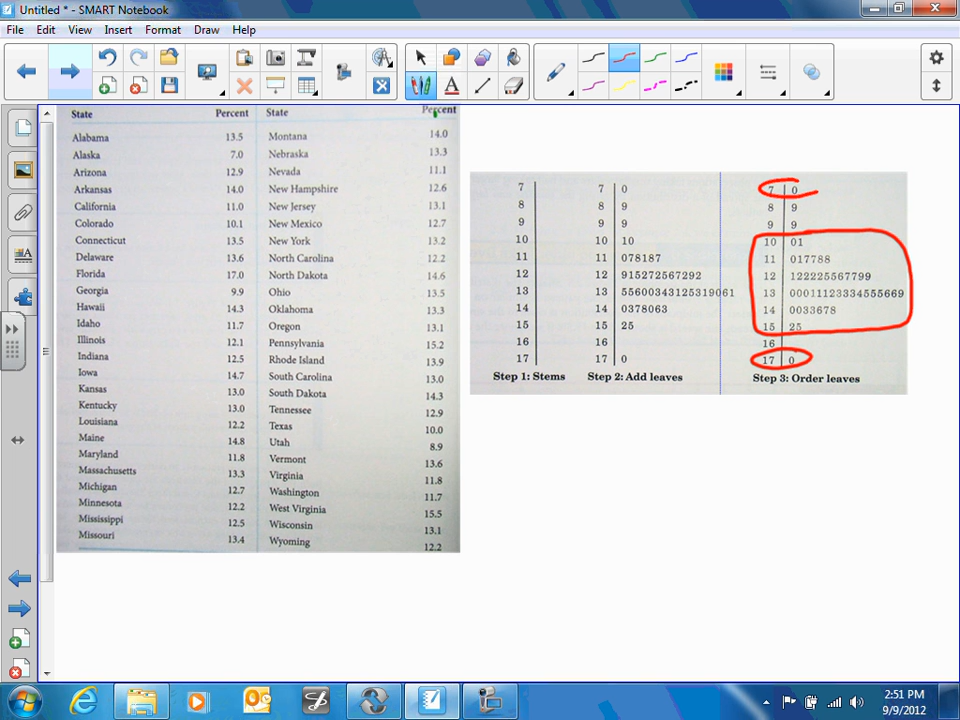 Untitled * - SMART Notebook
File Edit View Insert Format Draw Help
State Percent State Percent
Alabama 13.5 Montana 14.0
Alaska 7.0 Nebraska 13.3
Arizona 12.9 Nevada 11.1
Arkansas 14.0 New Hampshire 12.6
California 11.0 New Jersey 13.1
Colorado 10.1 New Mexico 12.7
Connecticut 13.5 New York 13.2
Delaware 13.6 North Carolina 12.2
Florida 17.0 North Dakota 14.6
Georgia 9.9 Ohio 13.5
Hawaii 14.3 Oklahoma 13.3
Idaho 11.7 Oregon 13.1
Illinois 12.1 Pennsylvania 15.2
Indiana 12.5 Rhode Island 13.9
Iowa 14.7 South Carolina 13.0
Kansas 13.0 South Dakota 14.3
Kentucky 13.0 Tennessee 12.9
Louisiana 12.2 Texas 10.0
Maine 14.8 Utah 8.9
Maryland 11.8 Vermont 13.6
Massachusetts 13.3 Virginia 11.8
Michigan 12.7 Washington 11.7
Minnesota 12.2 West Virginia 15.5
Mississippi 12.5 Wisconsin 13.1
Missouri 13.4 Wyoming 12.2
7 7 0 7 0
8 8 9 8 9
9 9 9 9 9
10 10 10 10 01
11 11 078187 11 017788
12 12 915272567292 12 122225567799
13 13 55600343125319061 13 00011123334555669
14 14 0378063 14 0033678
15 15 25 15 25
16 16 16
17 17 0 17 0
Step 1: Stems Step 2: Add leaves Step 3: Order leaves
2:51 PM
9/9/2012